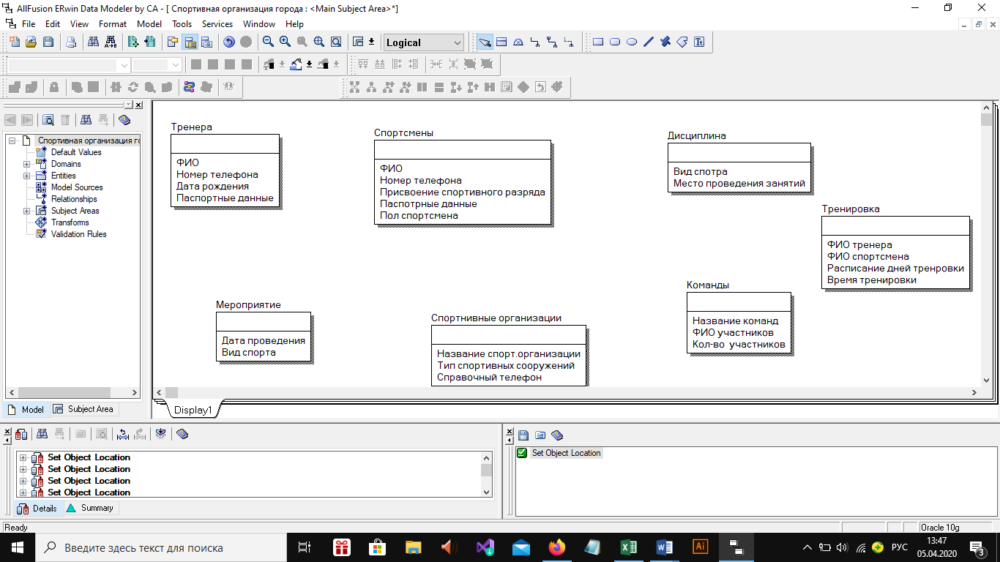 AllFusion ERwin Data Modeler by CA - [ Спортивная организация города : <Main Subject Area>*]
File Edit View Format Model Tools Services Window Help
Logical
Спортивная организация го
Default Values
Domains
Entities
Model Sources
Relationships
Subject Areas
Transforms
Validation Rules
Model Subject Area
Тренера
ФИО
Номер телефона
Дата рождения
Паспортные данные
Спортсмены
ФИО
Номер телефона
Присвоение спортивного разряда
Паспотрные данные
Пол спортсмена
Дисциплина
Вид спотра
Место проведения занятий
Тренировка
ФИО тренера
ФИО спортсмена
Расписание дней тренровки
Время тренировки
Мероприятие
Дата проведения
Вид спорта
Спортнивные организации
Название спорт.организации
Тип спортивных сооружений
Справочный телефон
Команды
Название команд
ФИО участников
Кол-во участников
Display1
Set Object Location
Set Object Location
Set Object Location
Set Object Location
Details Summary
Set Object Location
Ready
Oracle 10g
Введите здесь текст для поиска
Ai
РУС
13:47
05.04.2020
3